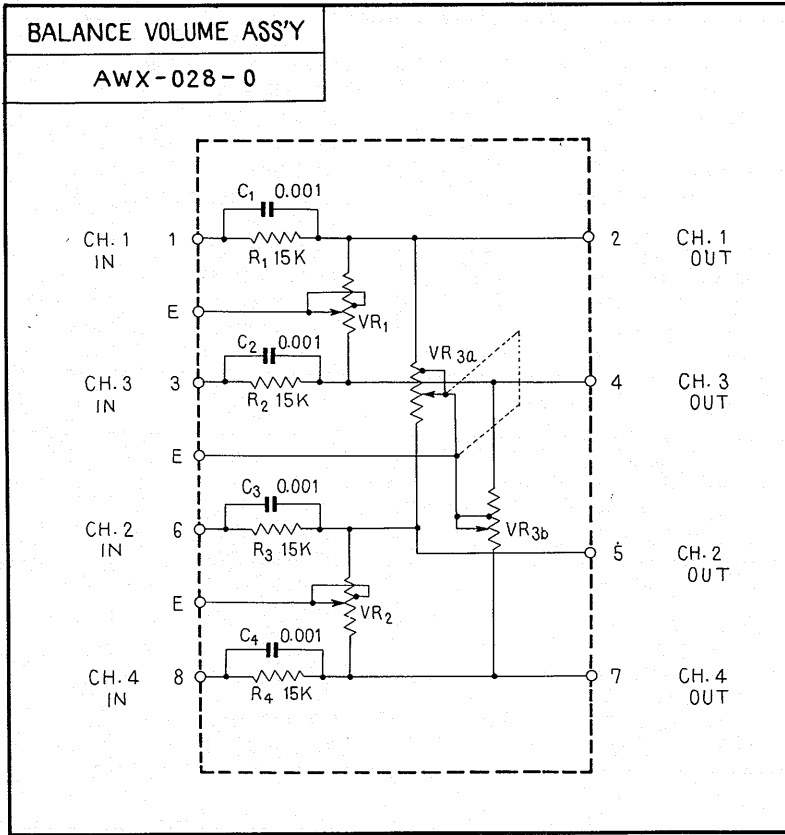 BALANCE VOLUME ASS'Y
AWX-028-0
C1 0.001
CH. 1 IN
1
R1 15K
2
CH. 1 OUT
E
VR1
C2 0.001
VR3a
CH. 3 IN
3
R2 15K
4
CH. 3 OUT
E
C3 0.001
CH. 2 IN
6
R3 15K
VR3b
5
CH. 2 OUT
E
VR2
C4 0.001
CH. 4 IN
8
R4 15K
7
CH. 4 OUT